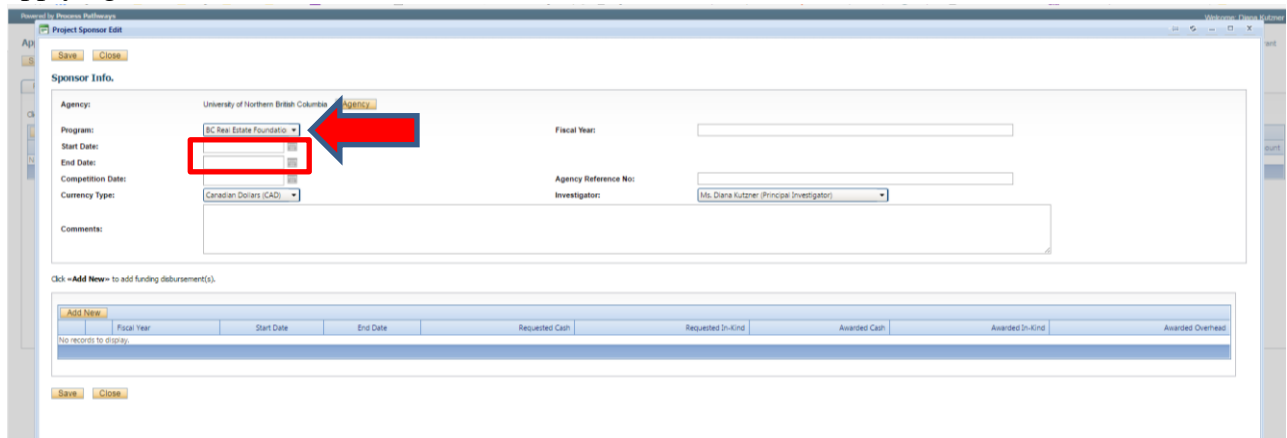 Powered by Process Pathways
Welcome: Diana Kutzner
Project Sponsor Edit
Save Close
Sponsor Info.
Agency: University of Northern British Columbia Agency
Program: BC Real Estate Foundatio Fiscal Year:
Start Date:
End Date:
Competition Date: Agency Reference No:
Currency Type: Canadian Dollars (CAD) Investigator: Ms. Diana Kutzner (Principal Investigator)
Comments:
Click «Add New» to add funding disbursement(s).
Add New
Fiscal Year Start Date End Date Requested Cash Requested In-Kind Awarded Cash Awarded In-Kind Awarded Overhead
No records to display.
Save Close